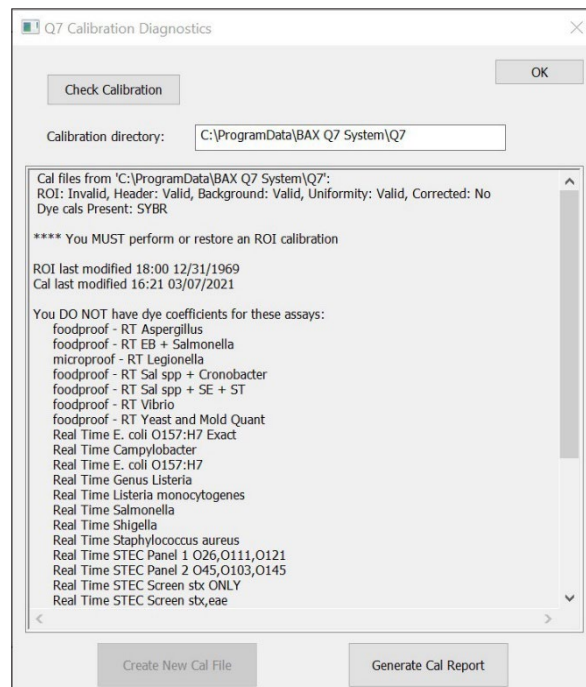 Q7 Calibration Diagnostics
OK
Check Calibration
Calibration directory: C:\ProgramData\BAX Q7 System\Q7
Cal files from 'C:\ProgramData\BAX Q7 System\Q7':
ROI: Invalid, Header: Valid, Background: Valid, Uniformity: Valid, Corrected: No
Dye cals Present: SYBR
**** You MUST perform or restore an ROI calibration
ROI last modified 18:00 12/31/1969
Cal last modified 16:21 03/07/2021
You DO NOT have dye coefficients for these assays:
foodproof - RT Aspergillus
foodproof - RT EB + Salmonella
microproof - RT Legionella
foodproof - RT Sal spp + Cronobacter
foodproof - RT Sal spp + SE + ST
foodproof - RT Vibrio
foodproof - RT Yeast and Mold Quant
Real Time E. coli O157:H7 Exact
Real Time Campylobacter
Real Time E. coli O157:H7
Real Time Genus Listeria
Real Time Listeria monocytogenes
Real Time Salmonella
Real Time Shigella
Real Time Staphylococcus aureus
Real Time STEC Panel 1 O26,O111,O121
Real Time STEC Panel 2 O45,O103,O145
Real Time STEC Screen stx ONLY
Real Time STEC Screen stx,eae
Create New Cal File
Generate Cal Report